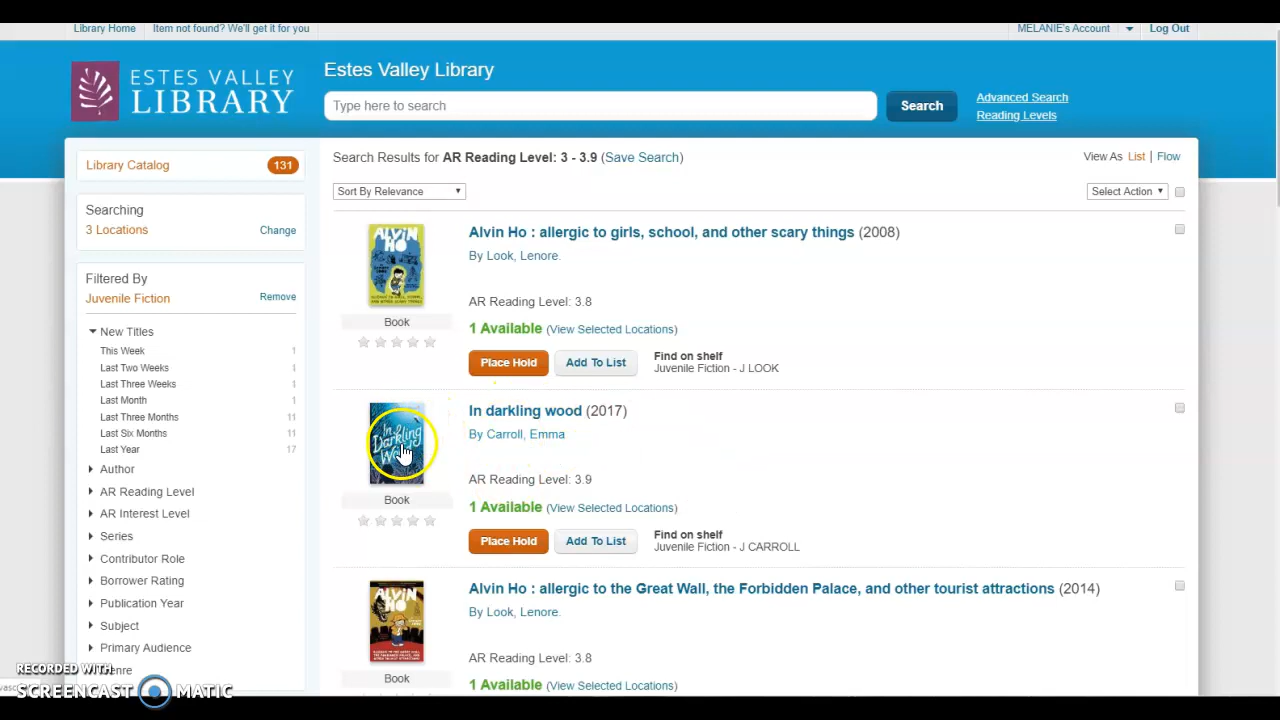 Library Home
Item not found? We'll get it for you
MELANIE's Account
Log Out
ESTES VALLEY
LIBRARY
Estes Valley Library
Type here to search
Search
Advanced Search
Reading Levels
Library Catalog 131
Searching
3 Locations Change
Filtered By
Juvenile Fiction Remove
New Titles
This Week 1
Last Two Weeks 1
Last Three Weeks 1
Last Month 1
Last Three Months 11
Last Six Months 11
Last Year 17
Author
AR Reading Level
AR Interest Level
Series
Contributor Role
Borrower Rating
Publication Year
Subject
Primary Audience
Search Results for AR Reading Level: 3 - 3.9 (Save Search)
View As List | Flow
Sort By Relevance
Select Action
ALVIN HO
Book
Alvin Ho : allergic to girls, school, and other scary things (2008)
By Look, Lenore.
AR Reading Level: 3.8
1 Available (View Selected Locations)
Place Hold
Add To List
Find on shelf
Juvenile Fiction - J LOOK
In Darkling Wood
Book
In darkling wood (2017)
By Carroll, Emma
AR Reading Level: 3.9
1 Available (View Selected Locations)
Place Hold
Add To List
Find on shelf
Juvenile Fiction - J CARROLL
ALVIN HO
Book
Alvin Ho : allergic to the Great Wall, the Forbidden Palace, and other tourist attractions (2014)
By Look, Lenore.
AR Reading Level: 3.8
1 Available (View Selected Locations)
RECORDED WITH
SCREENCAST MATIC